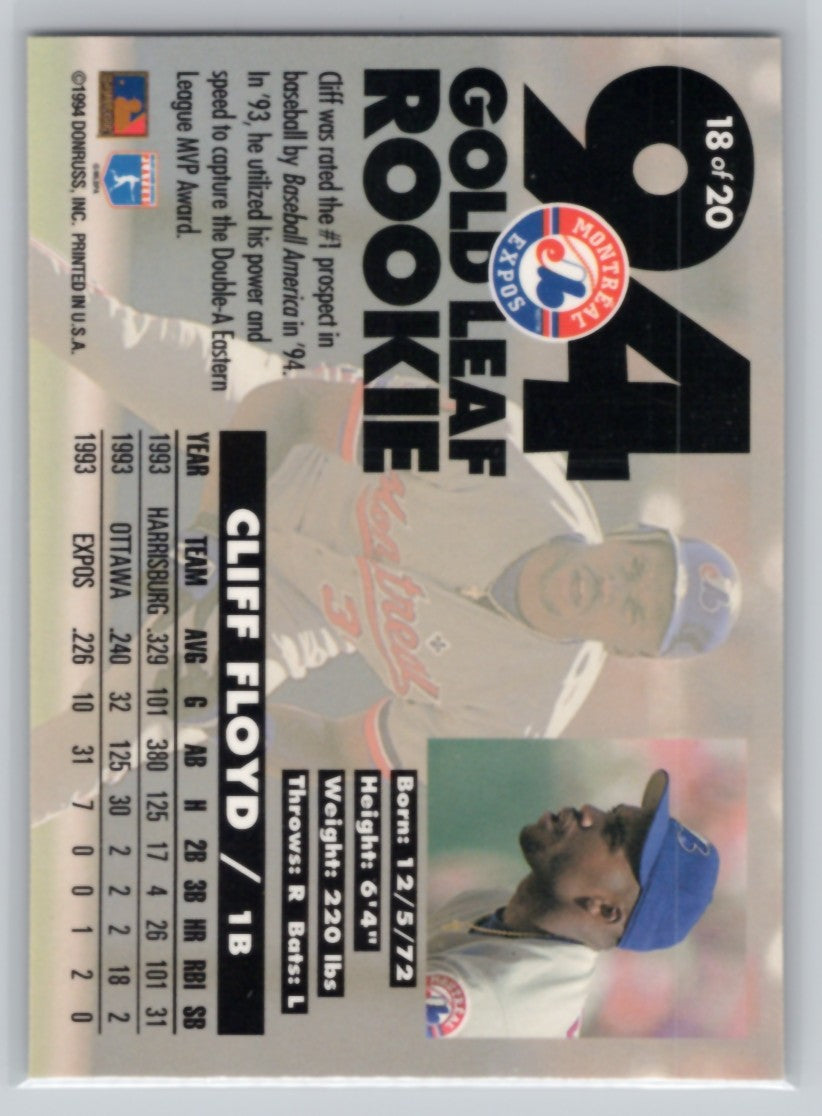 18 of 20
94
MONTREAL
EXPOS
GOLD LEAF
ROOKIE
Cliff was rated the #1 prospect in
baseball by Baseball America in '94.
In '93, he utilized his power and
speed to capture the Double-A Eastern
League MVP Award.
©MLBPA
©1994 DONRUSS, INC. PRINTED IN U.S.A.
Montreal
3
Born: 12/5/72
Height: 6'4"
Weight: 220 lbs
Throws: R Bats: L
CLIFF FLOYD / 1B
YEAR TEAM AVG G AB H 2B 3B HR RBI SB
1993 HARRISBURG .329 101 380 125 17 4 26 101 31
1993 OTTAWA .240 32 125 30 2 2 2 18 2
1993 EXPOS .226 10 31 7 0 0 1 2 0